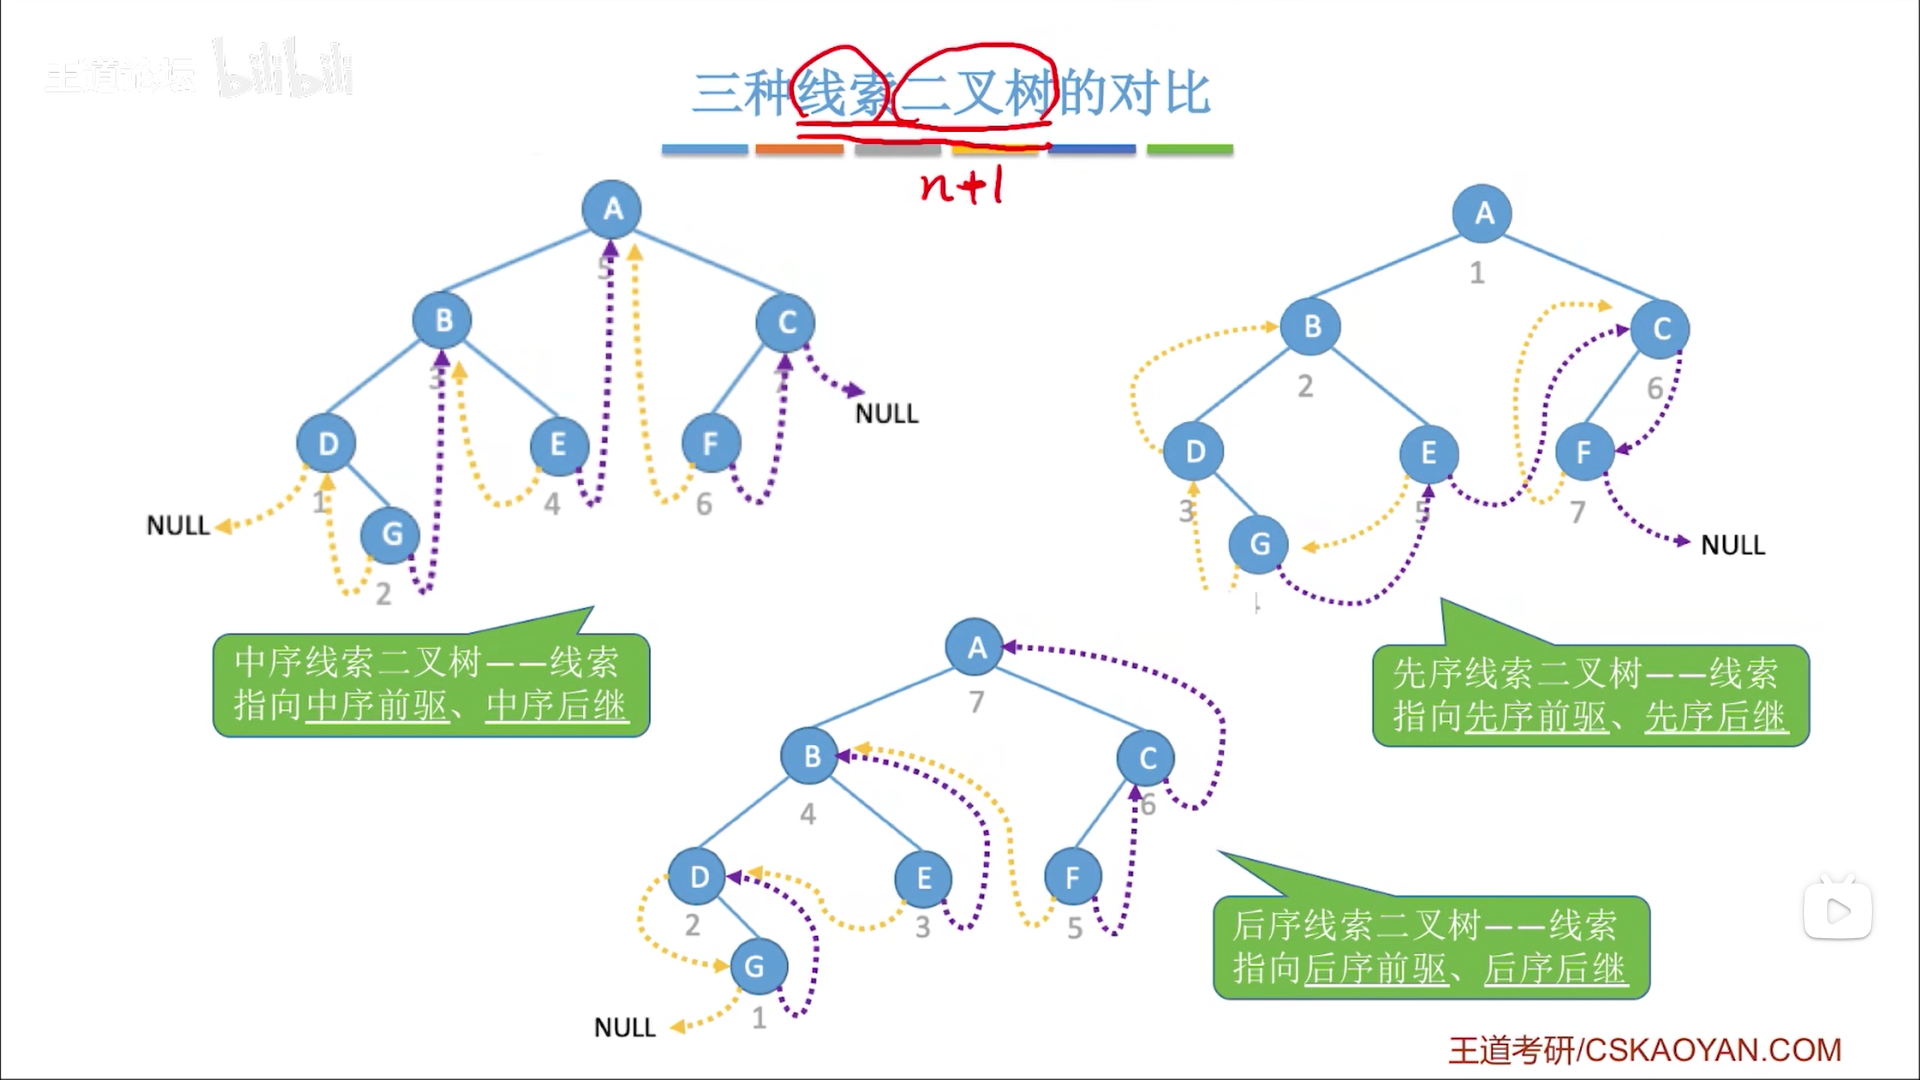 王道论坛 bilibili
三种线索二叉树的对比
n+1
A
5
B
3
C
7
NULL
D
1
E
4
F
6
NULL
G
2
中序线索二叉树——线索
指向中序前驱、中序后继
A
1
B
2
C
6
D
3
E
5
F
7
G
NULL
先序线索二叉树——线索
指向先序前驱、先序后继
A
7
B
4
C
6
D
2
E
3
F
5
G
1
NULL
后序线索二叉树——线索
指向后序前驱、后序后继
王道考研/CSKAOYAN.COM